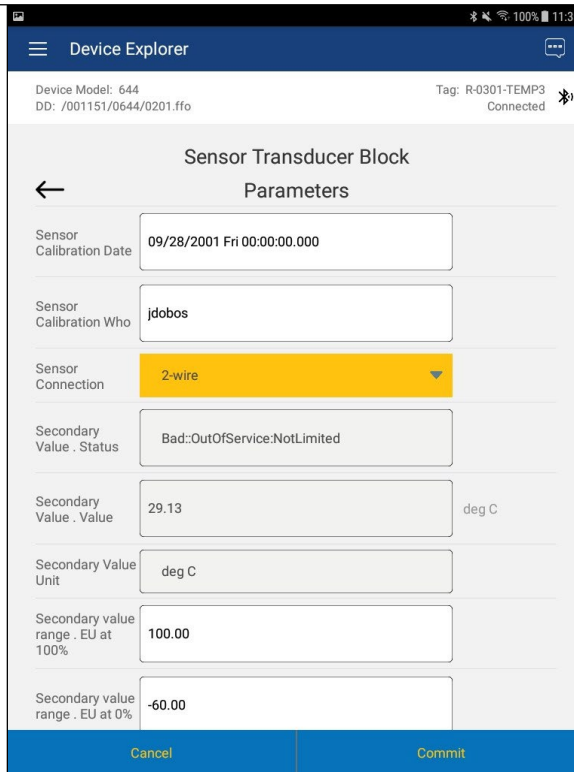 100% 11:3
Device Explorer
Device Model: 644
DD: /001151/0644/0201.ffo
Tag: R-0301-TEMP3
Connected
Sensor Transducer Block
Parameters
Sensor
Calibration Date
09/28/2001 Fri 00:00:00.000
Sensor
Calibration Who
jdobos
Sensor
Connection
2-wire
Secondary
Value . Status
Bad::OutOfService:NotLimited
Secondary
Value . Value
29.13
deg C
Secondary Value
Unit
deg C
Secondary value
range . EU at
100%
100.00
Secondary value
range . EU at 0%
-60.00
Cancel
Commit